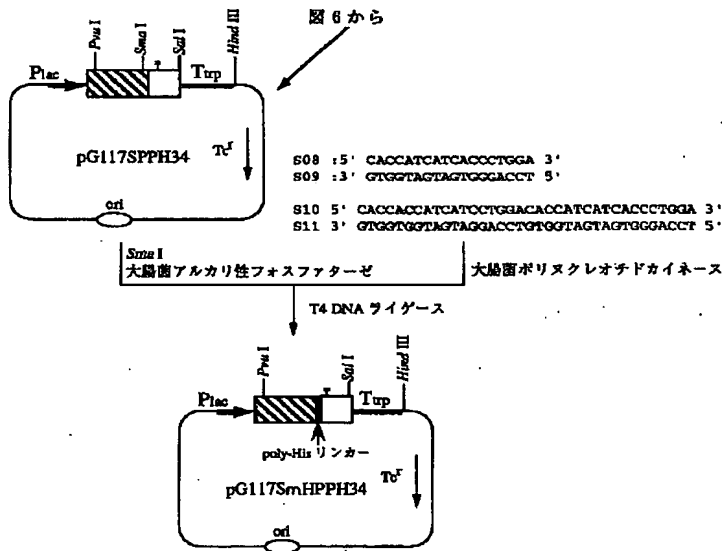 図6から
Pvu I
Sma I
Sal I
Hind III
Plac
T
Ttrp
pG117SPPH34
Tcr
ori
S08 :5' CACCATCATCACCCTGGA 3'
S09 :3' GTGGTAGTAGTGGGACCT 5'
S10 5' CACCACCATCATCCTGGACACCATCATCACCCTGGA 3'
S11 3' GTGGTGGTAGTAGGACCTGTGGTAGTAGTGGGACCT 5'
Sma I
大腸菌アルカリ性フォスファターゼ
大腸菌ポリヌクレオチドカイネース
T4 DNA ライゲース
Pvu I
Sal I
Hind III
Plac
T
Ttrp
poly-His リンカー
Tcr
pG117SmHPPH34
ori